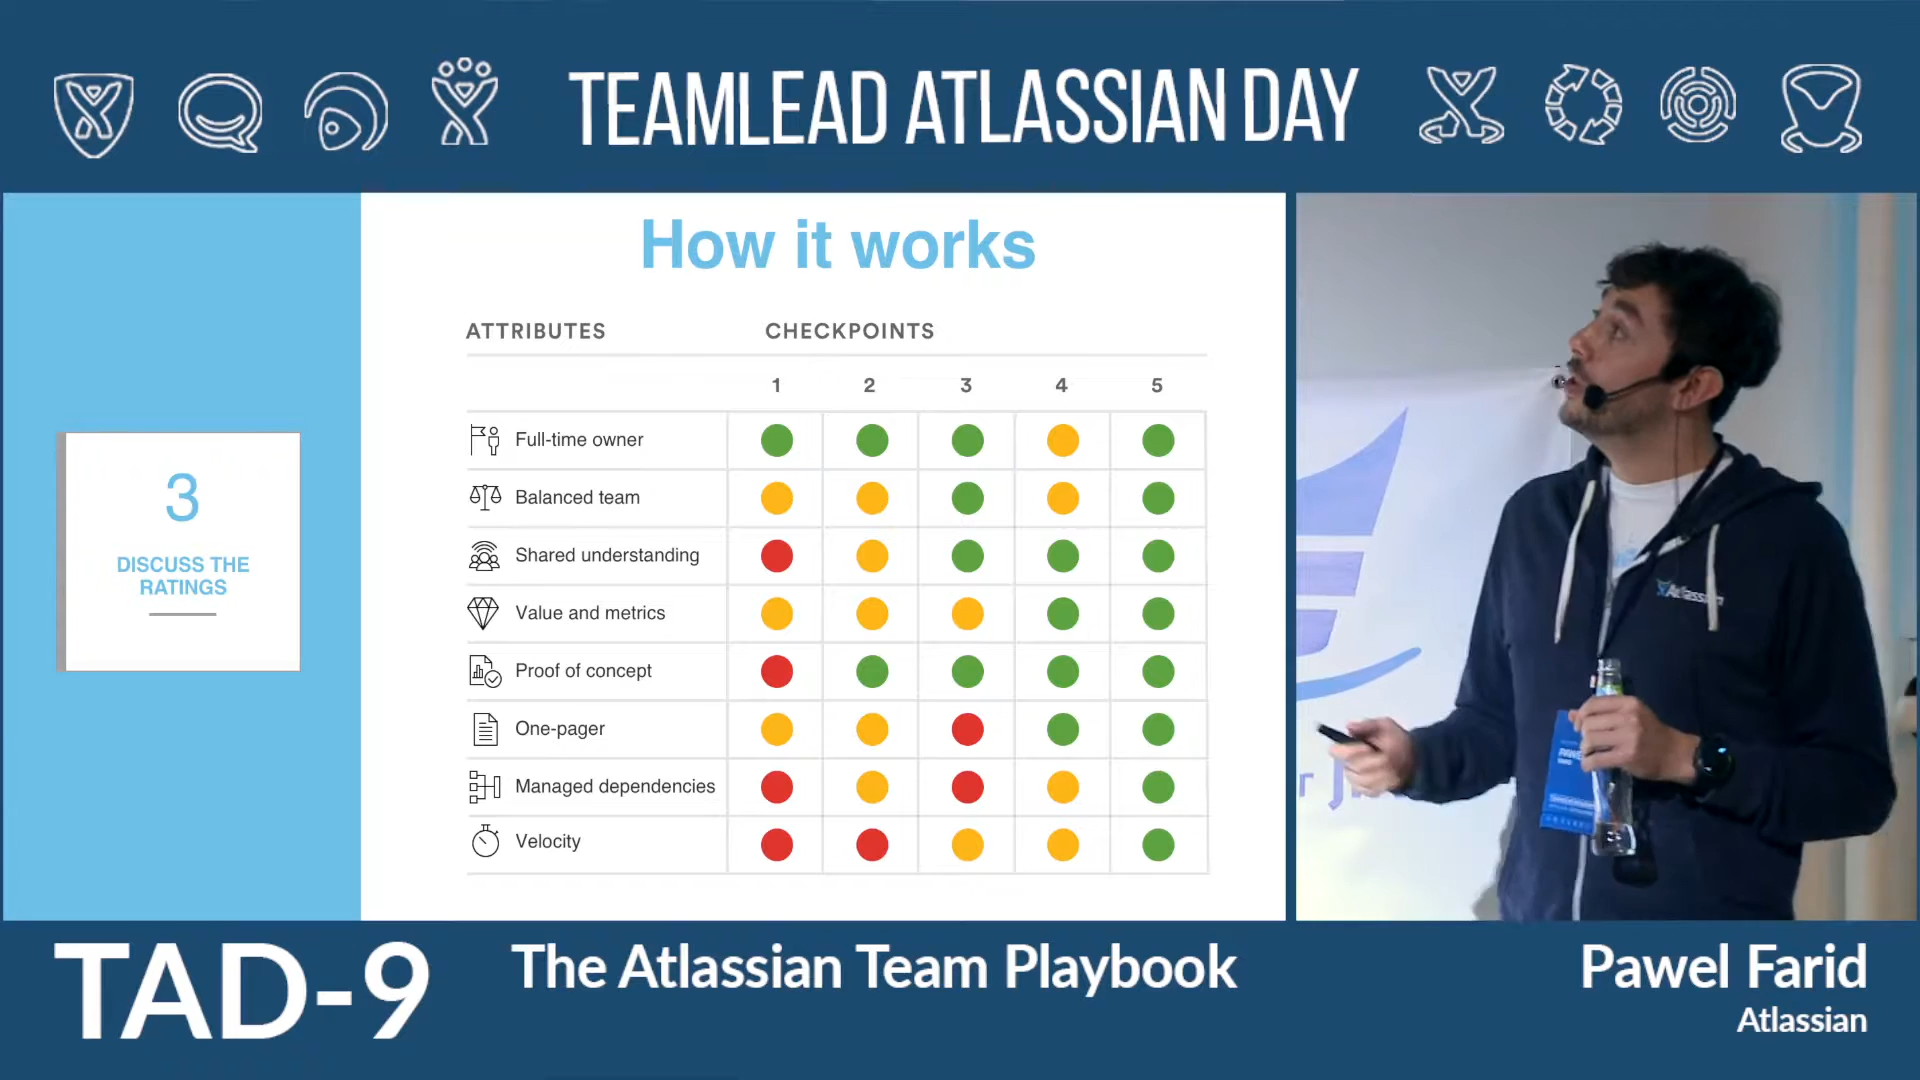 TEAMLEAD ATLASSIAN DAY
How it works
ATTRIBUTES CHECKPOINTS
1 2 3 4 5
Full-time owner
Balanced team
Shared understanding
Value and metrics
Proof of concept
One-pager
Managed dependencies
Velocity
3
DISCUSS THE
RATINGS
Atlassian
TAD-9
The Atlassian Team Playbook
Pawel Farid
Atlassian